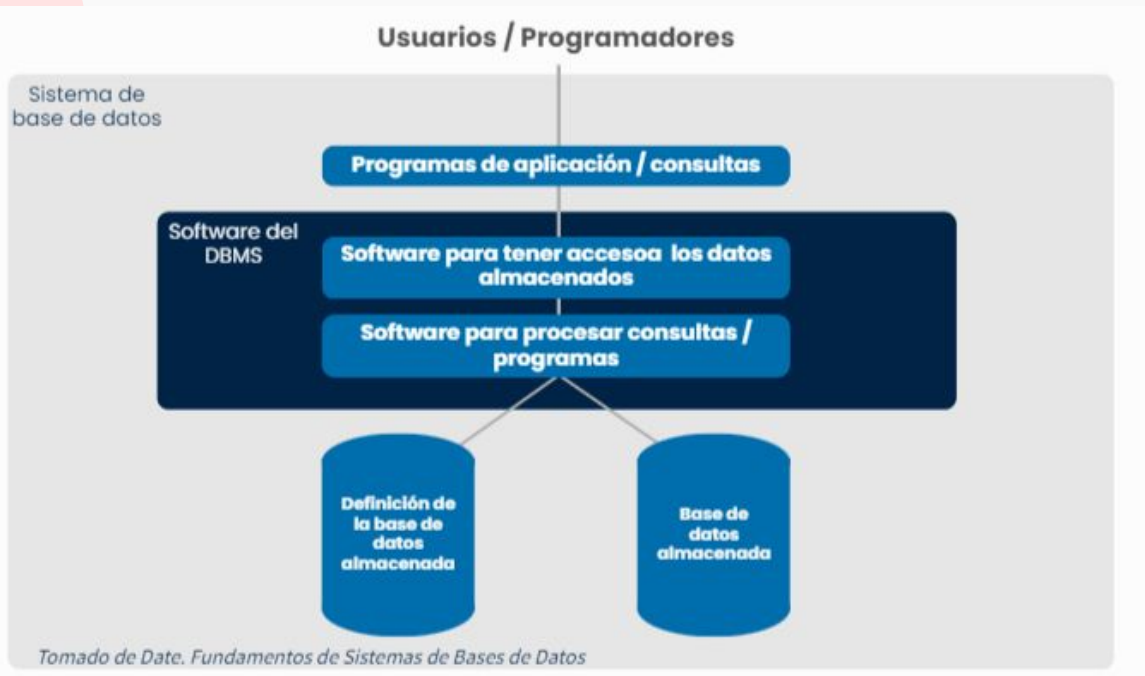 Usuarios / Programadores
Sistema de
base de datos
Programas de aplicación / consultas
Software del
DBMS
Software para tener accesoa los datos
almacenados
Software para procesar consultas /
programas
Definición de
la base de
datos
almacenada
Base de
datos
almacenada
Tomado de Date. Fundamentos de Sistemas de Bases de Datos